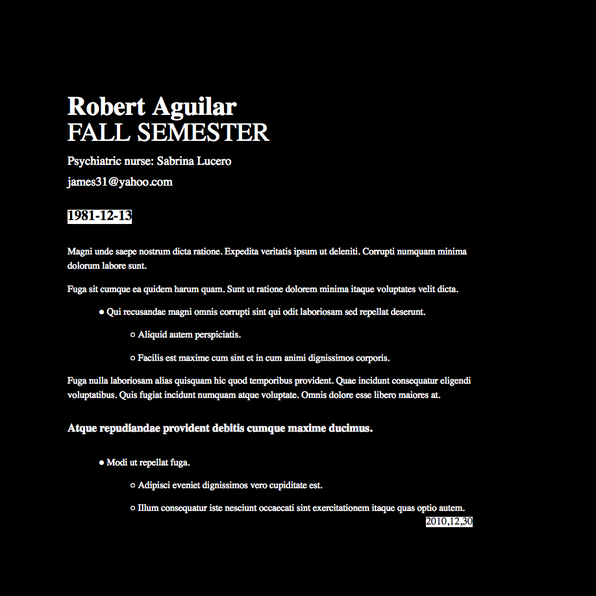 Robert Aguilar
FALL SEMESTER
Psychiatric nurse: Sabrina Lucero
james31@yahoo.com
1981-12-13
Magni unde saepe nostrum dicta ratione. Expedita veritatis ipsum ut deleniti. Corrupti numquam minima
dolorum labore sunt.
Fuga sit cumque ea quidem harum quam. Sunt ut ratione dolorem minima itaque voluptates velit dicta.
Qui recusandae magni omnis corrupti sint qui odit laboriosam sed repellat deserunt.
Aliquid autem perspiciatis.
Facilis est maxime cum sint et in cum animi dignissimos corporis.
Fuga nulla laboriosam alias quisquam hic quod temporibus provident. Quae incidunt consequatur eligendi
voluptatibus. Quis fugiat incidunt numquam atque voluptate. Omnis dolore esse libero maiores at.
Atque repudiandae provident debitis cumque maxime ducimus.
Modi ut repellat fuga.
Adipisci eveniet dignissimos vero cupiditate est.
Illum consequatur iste nesciunt occaecati sint exercitationem itaque quas optio autem.
2010,12,30